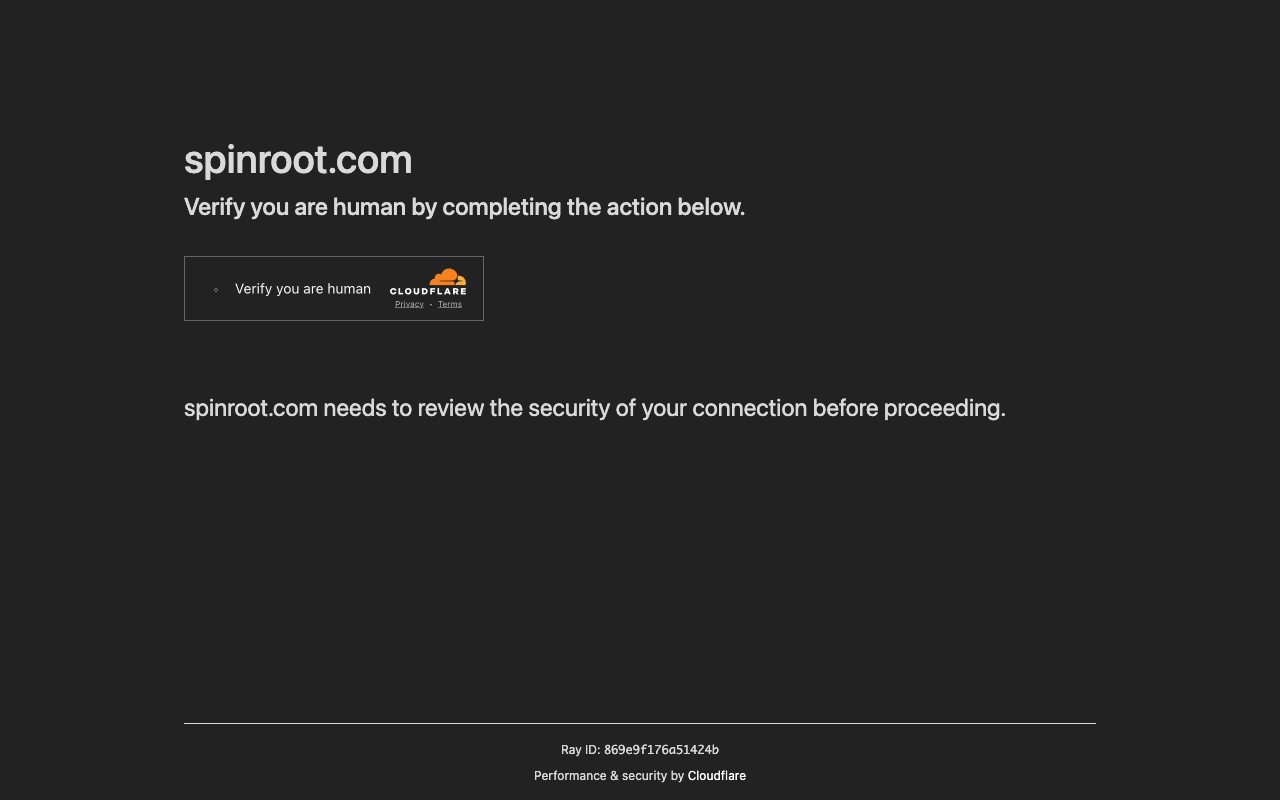 spinroot.com
Verify you are human by completing the action below.
Verify you are human
CLOUDFLARE
Privacy • Terms
spinroot.com needs to review the security of your connection before proceeding.
Ray ID: 869e9f176a51424b
Performance & security by Cloudflare